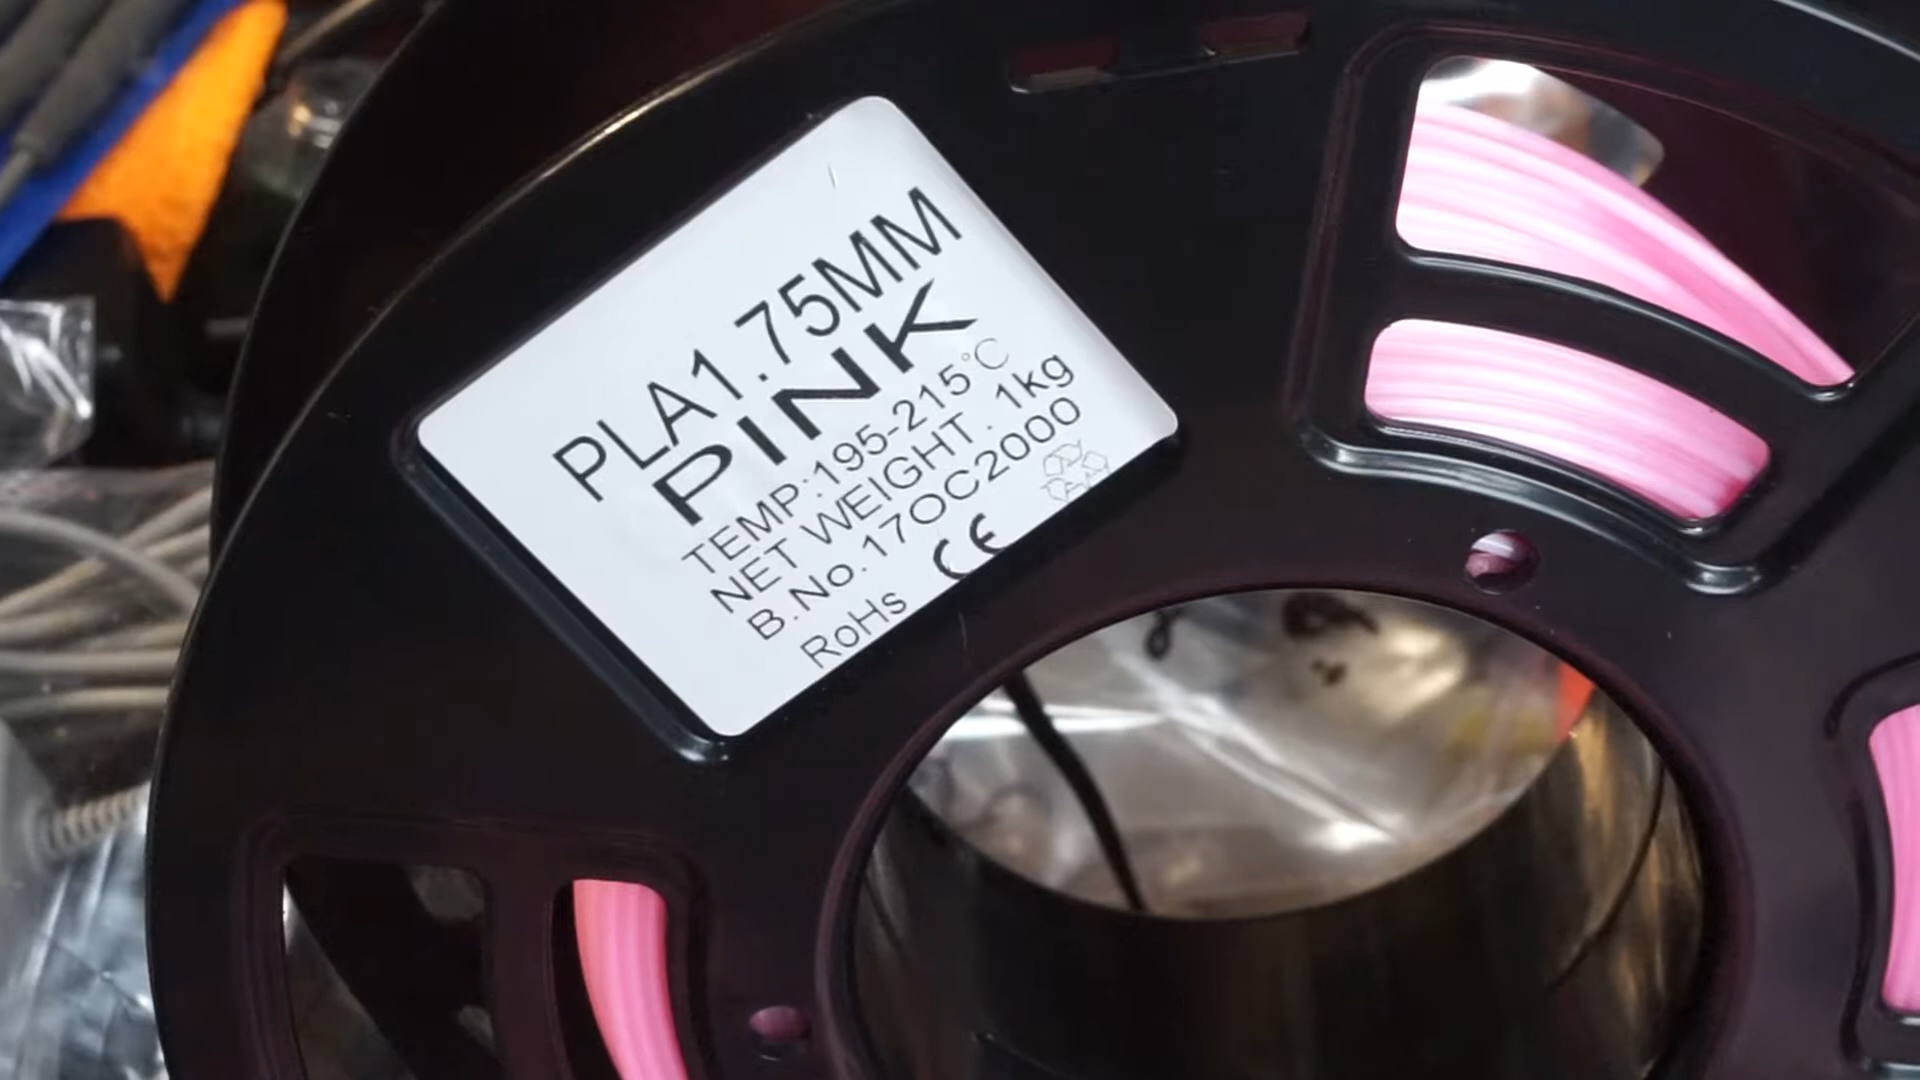 PLA1.75MM
PINK
TEMP:195-215℃
NET WEIGHT. 1kg
B.No.17OC2000
RoHs CE